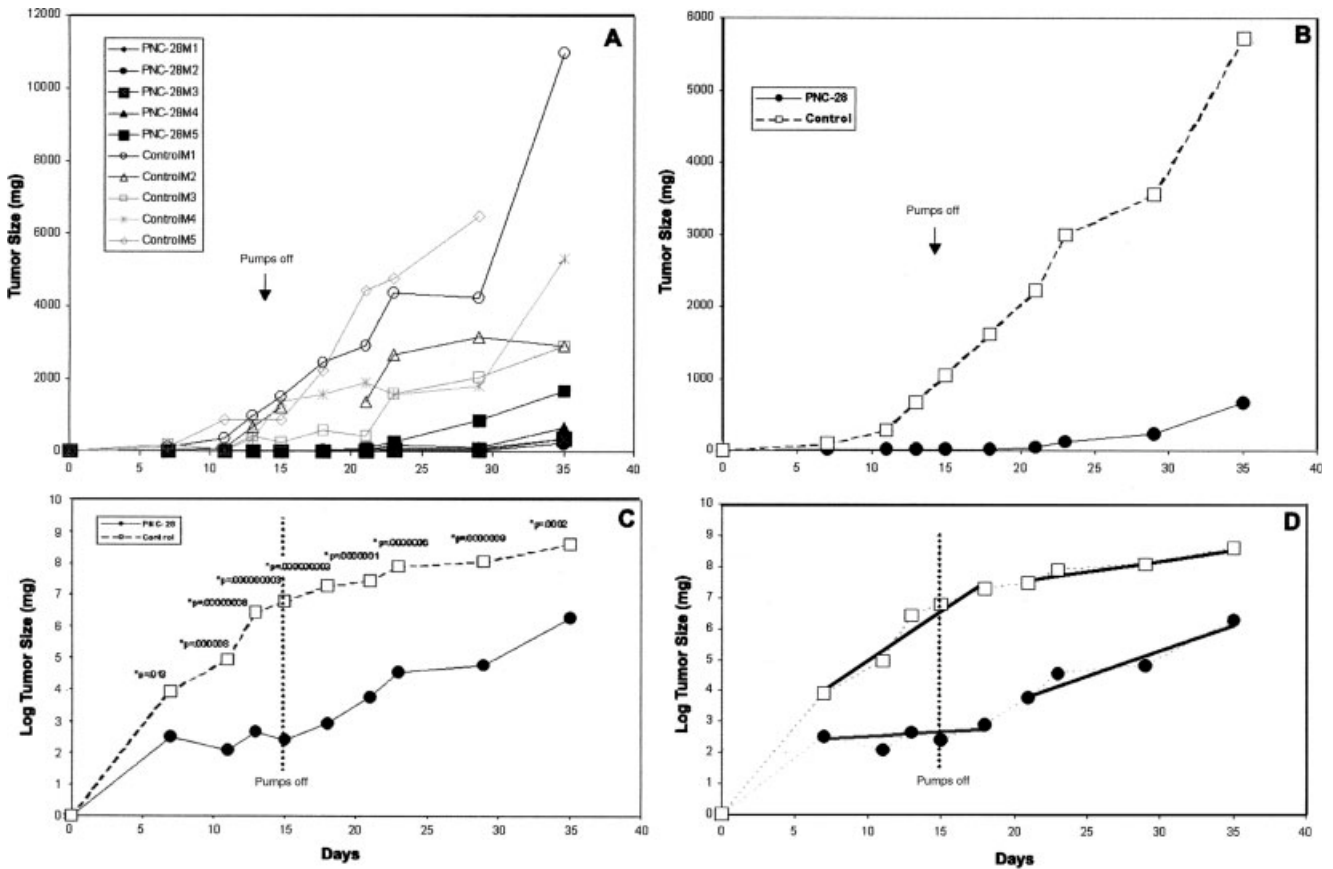 A
12000
10000
8000
6000
4000
2000
0
Tumor Size (mg)
PNC-28M1
PNC-28M2
PNC-28M3
PNC-28M4
PNC-28M5
ControlM1
ControlM2
ControlM3
ControlM4
ControlM5
Pumps off
0 5 10 15 20 25 30 35 40
B
6000
5000
4000
3000
2000
1000
0
Tumor Size (mg)
PNC-28
Control
Pumps off
0 5 10 15 20 25 30 35 40
C
10
9
8
7
6
5
4
3
2
1
0
Log Tumor Size (mg)
PNC-28
Control
*p=.013
*p=.000008
*p=.0000001
*p=.0002
Pumps off
0 5 10 15 20 25 30 35 40
Days
D
10
9
8
7
6
5
4
3
2
1
0
Log Tumor Size (mg)
Pumps off
0 5 10 15 20 25 30 35 40
Days